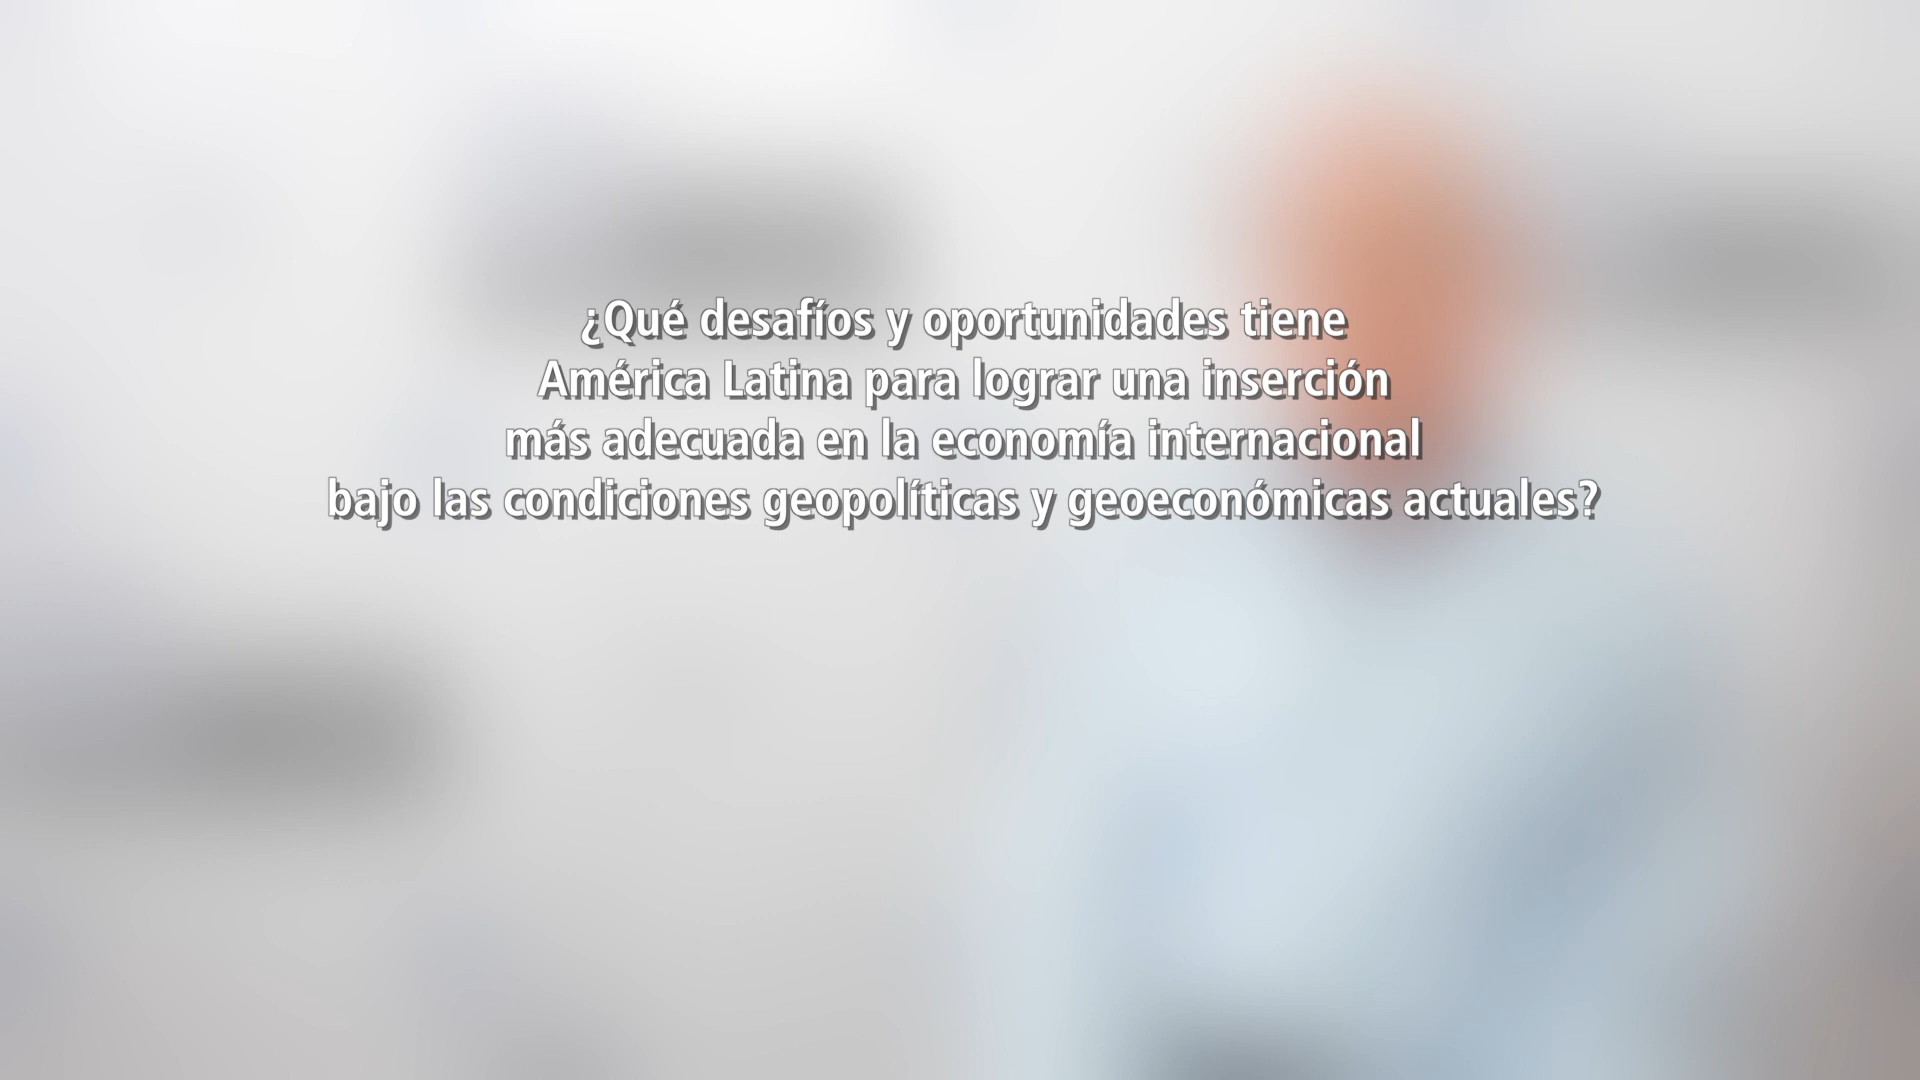 ¿Qué desafíos y oportunidades tiene
América Latina para lograr una inserción
más adecuada en la economía internacional
bajo las condiciones geopolíticas y geoeconómicas actuales?